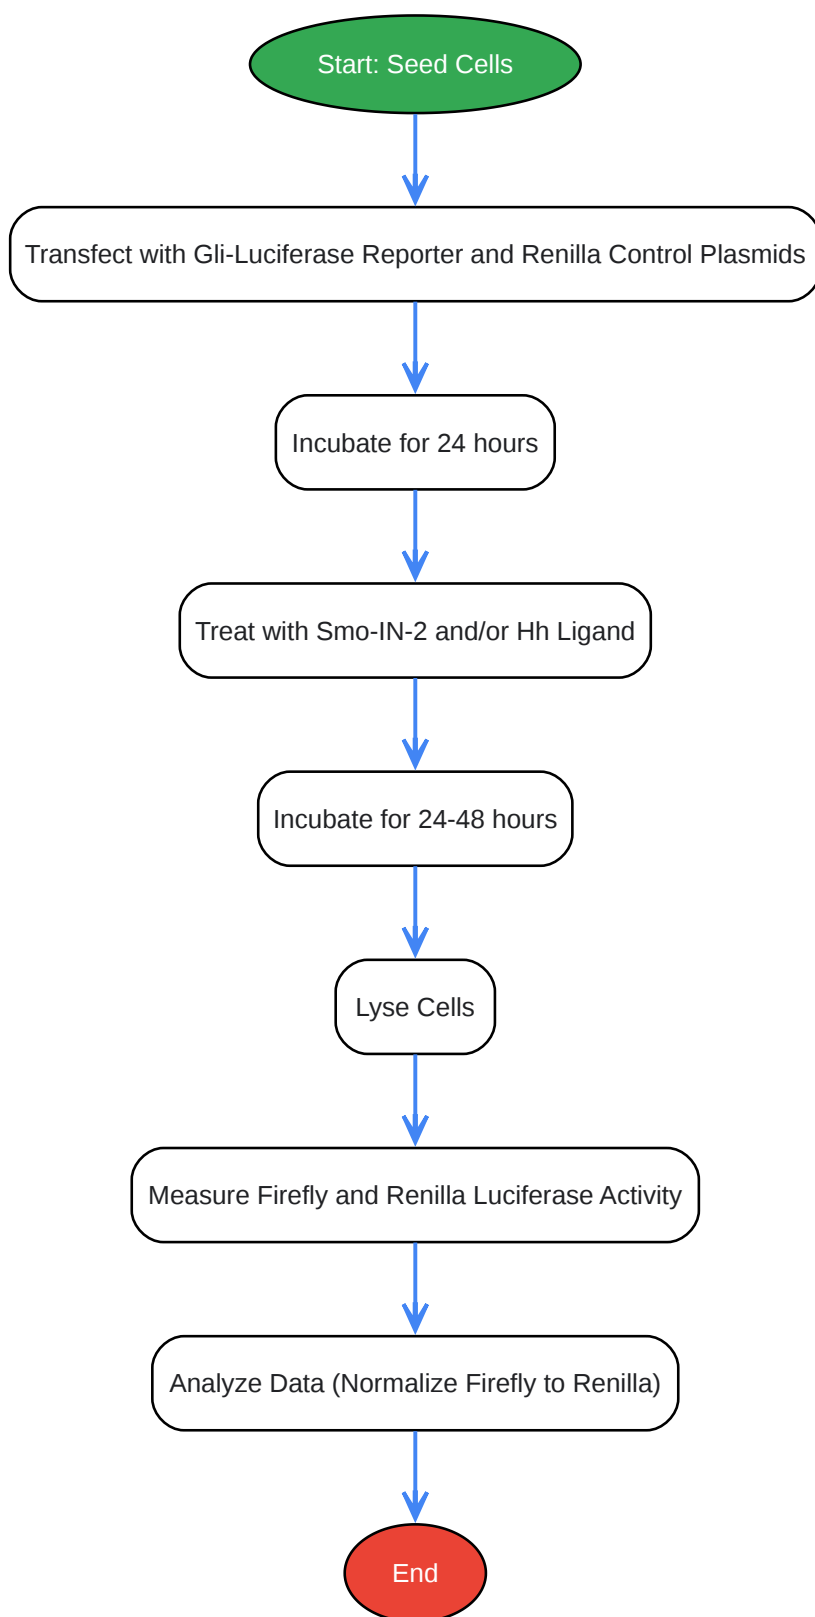 Start: Seed Cells
Transfect with Gli-Luciferase Reporter and Renilla Control Plasmids
Incubate for 24 hours
Treat with Smo-IN-2 and/or Hh Ligand
Incubate for 24-48 hours
Lyse Cells
Measure Firefly and Renilla Luciferase Activity
Analyze Data (Normalize Firefly to Renilla)
End